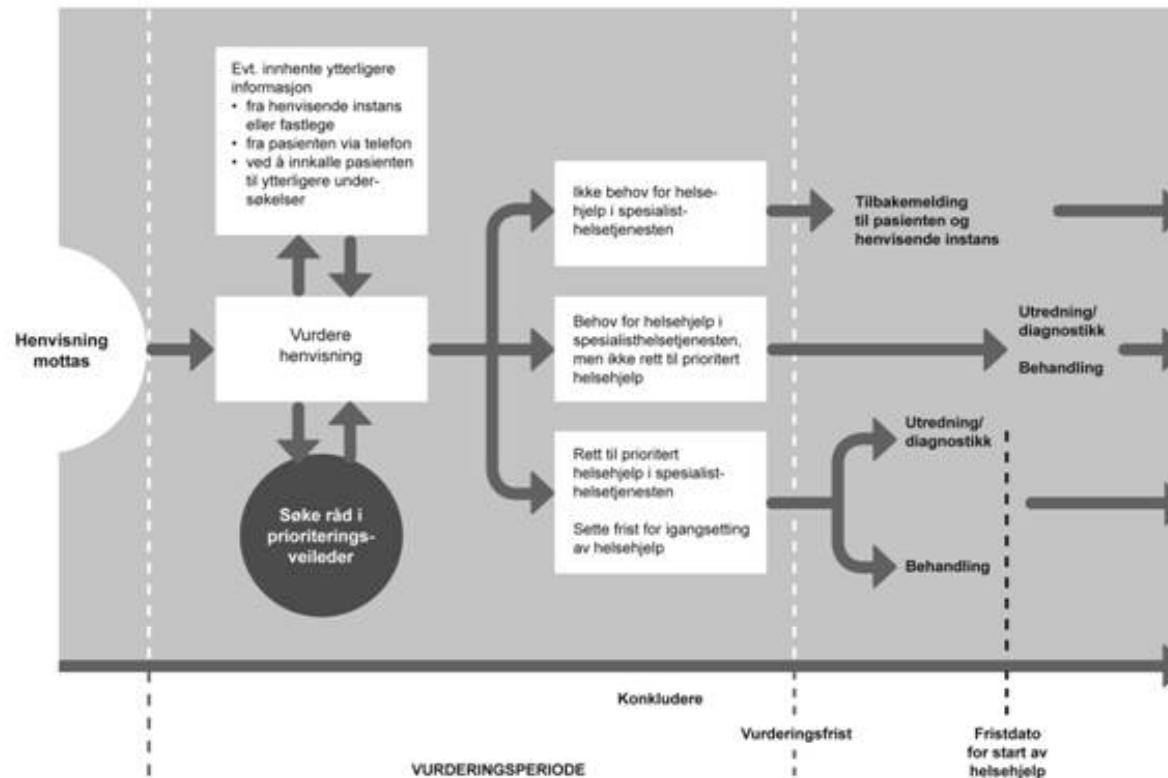 Henvisning
mottas
Evt. innhente ytterligere
informasjon
• fra henvisende instans
eller fastlege
• fra pasienten via telefon
• ved å innkalle pasienten
til ytterligere under-
søkelser
Vurdere
henvisning
Søke råd i
prioriterings-
veileder
Ikke behov for helse-
hjelp i spesialist-
helsetjenesten
Tilbakemelding
til pasienten og
henvisende instans
Behov for helsehjelp i
spesialisthelsetjenesten,
men ikke rett til prioritert
helsehjelp
Utredning/
diagnostikk
Behandling
Rett til prioritert
helsehjelp i spesialist-
helsetjenesten
Sette frist for igangsetting
av helsehjelp
Utredning/
diagnostikk
Behandling
Konkludere
Vurderingsfrist
Fristdato
for start av
helsehjelp
VURDERINGSPERIODE